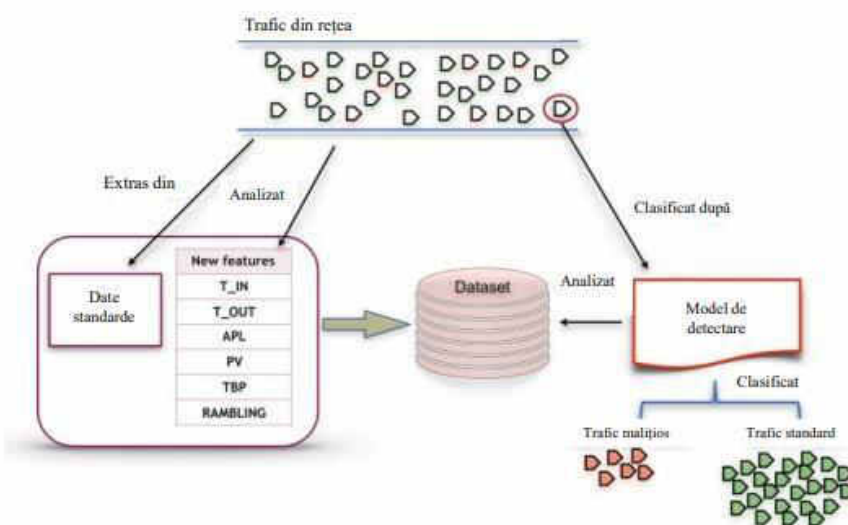 Trafic din rețea
Extras din
Analizat
Clasificat după
Date
standarde
New features
T_IN
T_OUT
APL
PV
TBP
RAMBLING
Dataset
Analizat
Model de
detectare
Clasificat
Trafic malițios
Trafic standard